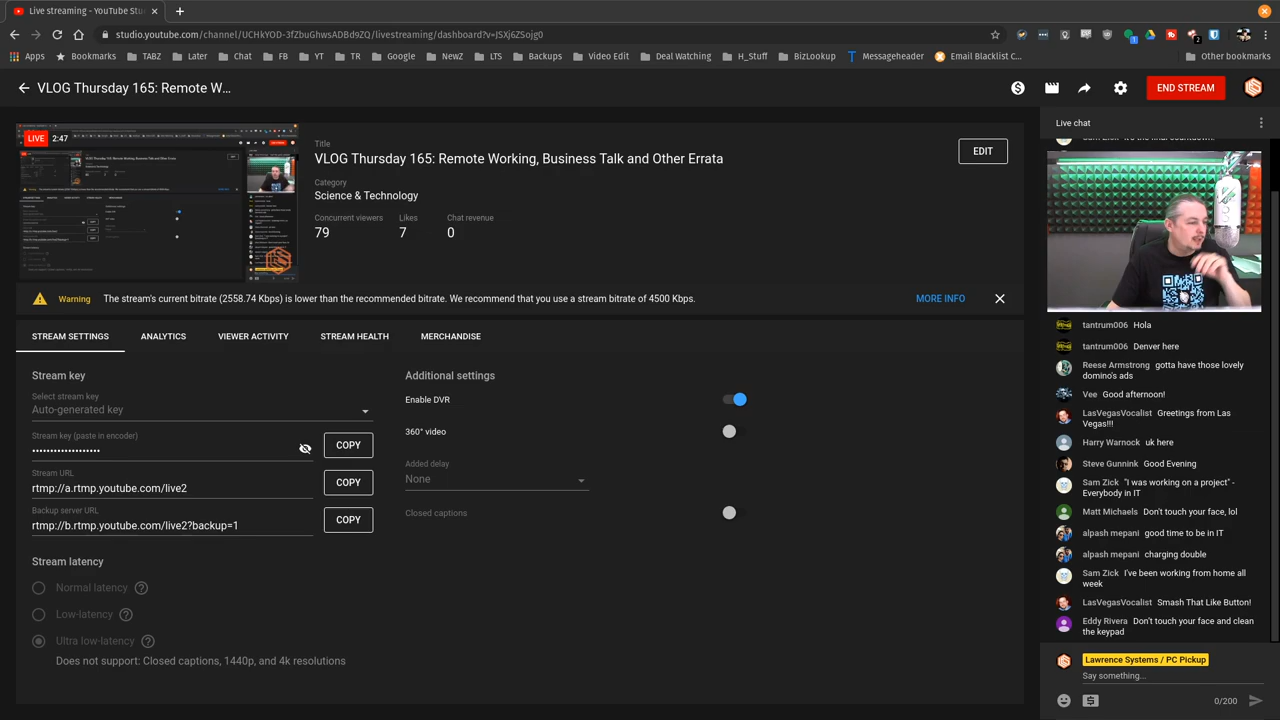 Live streaming - YouTube Stu
studio.youtube.com/channel/UCHkYOD-3fZbuGhwsADBd9ZQ/livestreaming/dashboard?v=JSXj6ZSojg0
Apps Bookmarks TABZ Later Chat FB YT TR Google NewZ LTS Backups Video Edit Deal Watching H_Stuff BizLookup Messageheader Email Blacklist C... Other bookmarks
VLOG Thursday 165: Remote W...
END STREAM
LIVE 2:47
Title
VLOG Thursday 165: Remote Working, Business Talk and Other Errata
EDIT
Category
Science & Technology
Concurrent viewers Likes Chat revenue
79 7 0
Warning The stream's current bitrate (2558.74 Kbps) is lower than the recommended bitrate. We recommend that you use a stream bitrate of 4500 Kbps. MORE INFO
STREAM SETTINGS ANALYTICS VIEWER ACTIVITY STREAM HEALTH MERCHANDISE
Stream key
Select stream key
Auto-generated key
Stream key (paste in encoder)
••••••••••••••••••• COPY
Stream URL
rtmp://a.rtmp.youtube.com/live2 COPY
Backup server URL
rtmp://b.rtmp.youtube.com/live2?backup=1 COPY
Stream latency
Normal latency
Low-latency
Ultra low-latency
Does not support: Closed captions, 1440p, and 4k resolutions
Additional settings
Enable DVR
360° video
Added delay
None
Closed captions
Live chat
tantrum006 Hola
tantrum006 Denver here
Reese Armstrong gotta have those lovely
domino's ads
Vee Good afternoon!
LasVegasVocalist Greetings from Las
Vegas!!!
Harry Warnock uk here
Steve Gunnink Good Evening
Sam Zick "I was working on a project" -
Everybody in IT
Matt Michaels Don't touch your face, lol
alpash mepani good time to be in IT
alpash mepani charging double
Sam Zick I've been working from home all
week
LasVegasVocalist Smash That Like Button!
Eddy Rivera Don't touch your face and clean
the keypad
Lawrence Systems / PC Pickup
Say something...
0/200